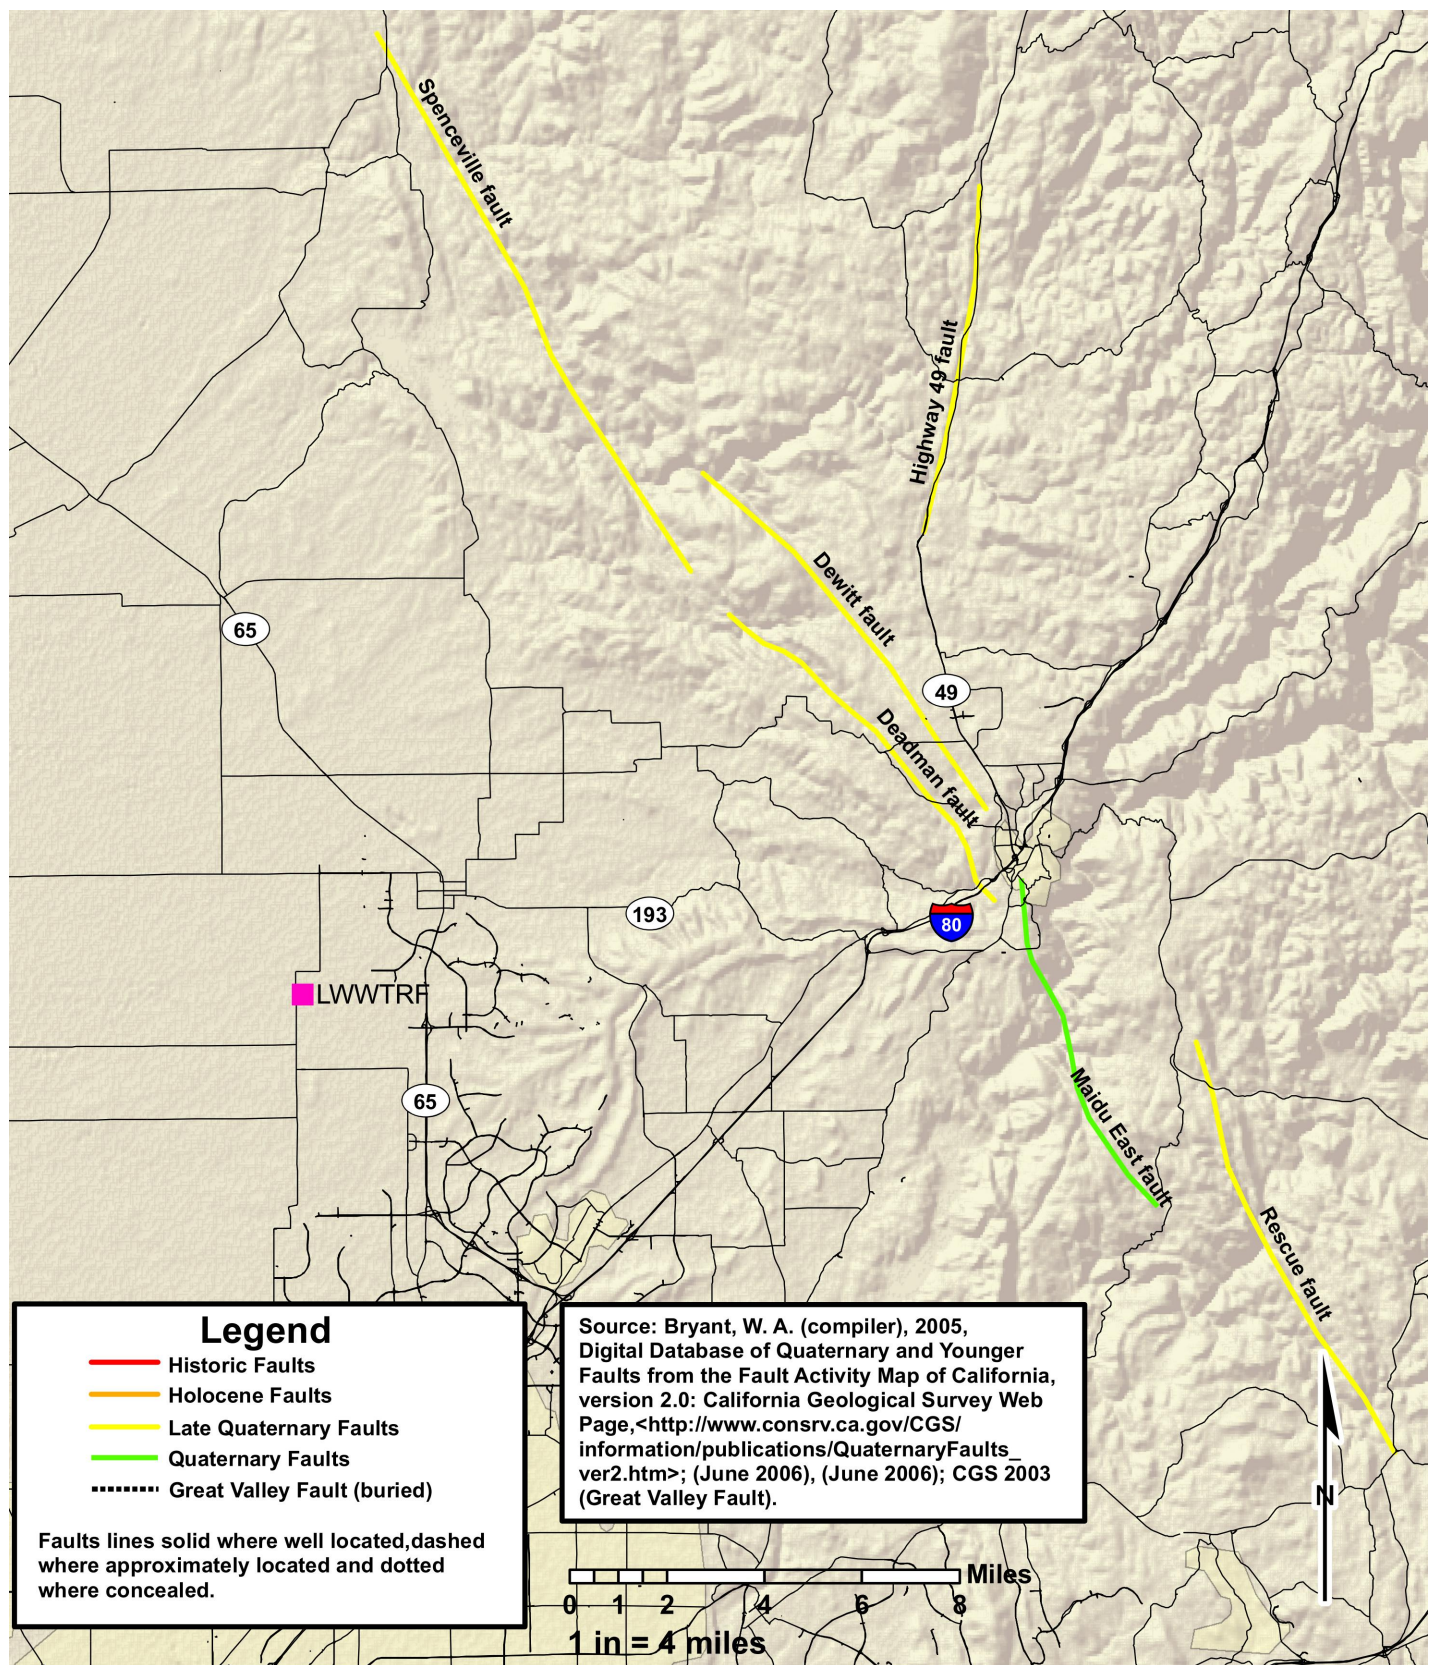 Spenceville fault
Highway 49 fault
Dewitt fault
65
49
Deadman fault
193
80
LWWTRF
65
Maidu East fault
Rescue fault
Legend
Historic Faults
Holocene Faults
Late Quaternary Faults
Quaternary Faults
Great Valley Fault (buried)
Faults lines solid where well located,dashed
where approximately located and dotted
where concealed.
Source: Bryant, W. A. (compiler), 2005,
Digital Database of Quaternary and Younger
Faults from the Fault Activity Map of California,
version 2.0: California Geological Survey Web
Page,<http://www.consrv.ca.gov/CGS/
information/publications/QuaternaryFaults_
ver2.htm>; (June 2006), (June 2006); CGS 2003
(Great Valley Fault).
N
Miles
0 1 2 4 6 8
1 in = 4 miles